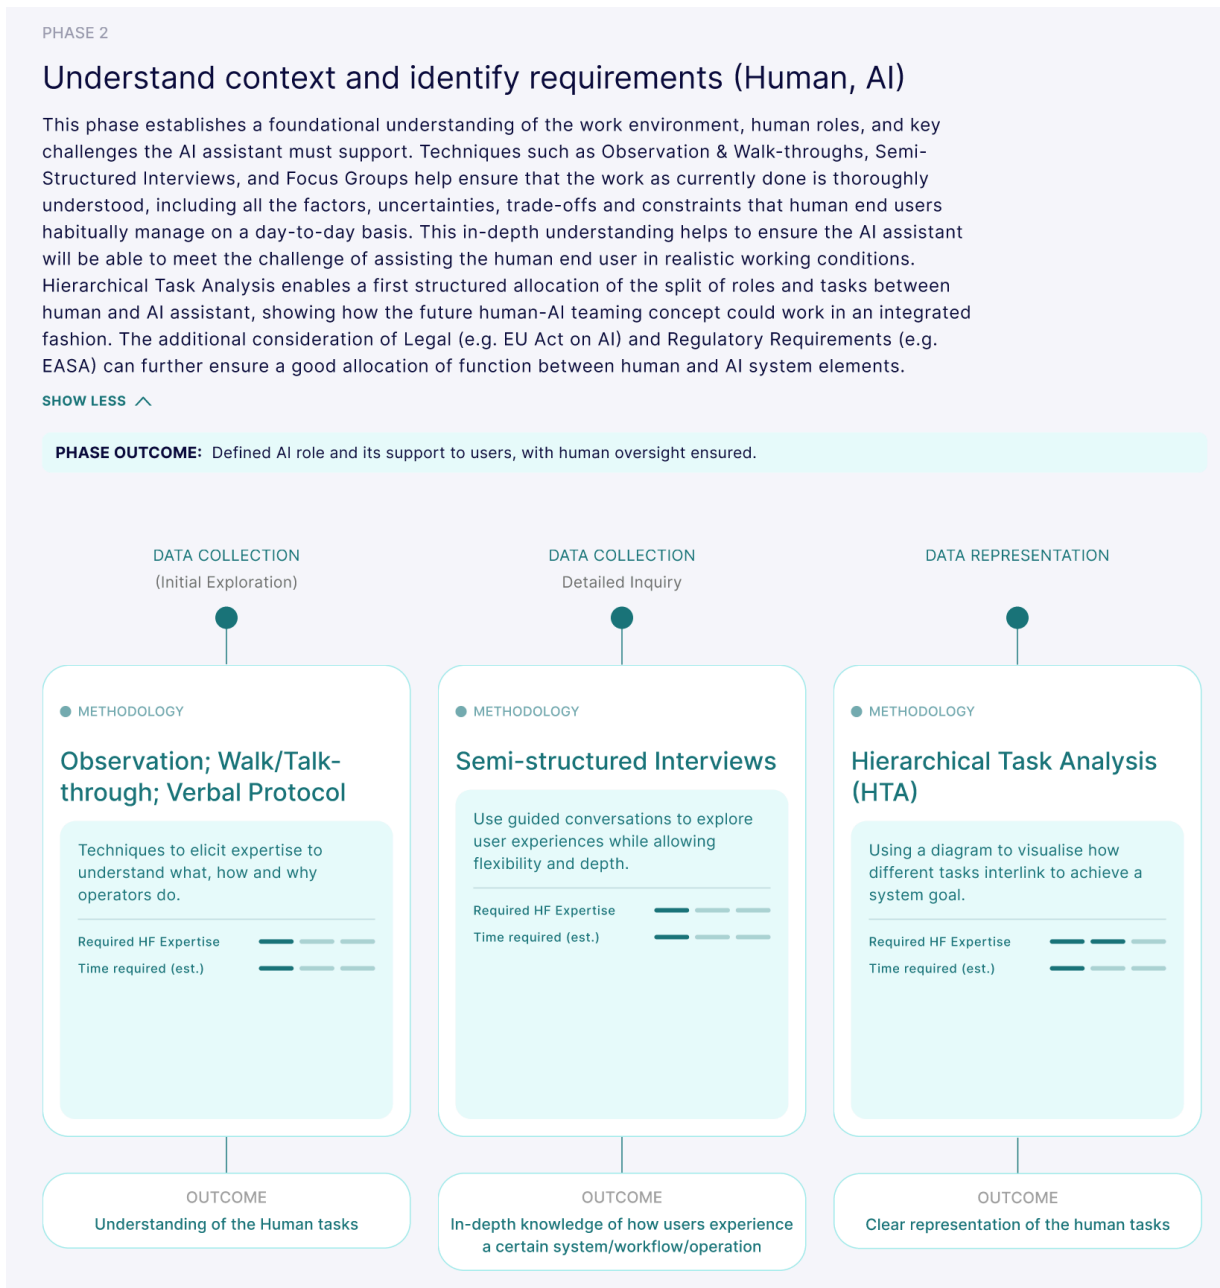 PHASE 2
Understand context and identify requirements (Human, AI)
This phase establishes a foundational understanding of the work environment, human roles, and key
challenges the AI assistant must support. Techniques such as Observation & Walk-throughs, Semi-
Structured Interviews, and Focus Groups help ensure that the work as currently done is thoroughly
understood, including all the factors, uncertainties, trade-offs and constraints that human end users
habitually manage on a day-to-day basis. This in-depth understanding helps to ensure the AI assistant
will be able to meet the challenge of assisting the human end user in realistic working conditions.
Hierarchical Task Analysis enables a first structured allocation of the split of roles and tasks between
human and AI assistant, showing how the future human-AI teaming concept could work in an integrated
fashion. The additional consideration of Legal (e.g. EU Act on AI) and Regulatory Requirements (e.g.
EASA) can further ensure a good allocation of function between human and AI system elements.
SHOW LESS
PHASE OUTCOME: Defined AI role and its support to users, with human oversight ensured.
DATA COLLECTION
(Initial Exploration)
METHODOLOGY
Observation; Walk/Talk-
through; Verbal Protocol
Techniques to elicit expertise to
understand what, how and why
operators do.
Required HF Expertise
Time required (est.)
OUTCOME
Understanding of the Human tasks
DATA COLLECTION
Detailed Inquiry
METHODOLOGY
Semi-structured Interviews
Use guided conversations to explore
user experiences while allowing
flexibility and depth.
Required HF Expertise
Time required (est.)
OUTCOME
In-depth knowledge of how users experience
a certain system/workflow/operation
DATA REPRESENTATION
METHODOLOGY
Hierarchical Task Analysis
(HTA)
Using a diagram to visualise how
different tasks interlink to achieve a
system goal.
Required HF Expertise
Time required (est.)
OUTCOME
Clear representation of the human tasks